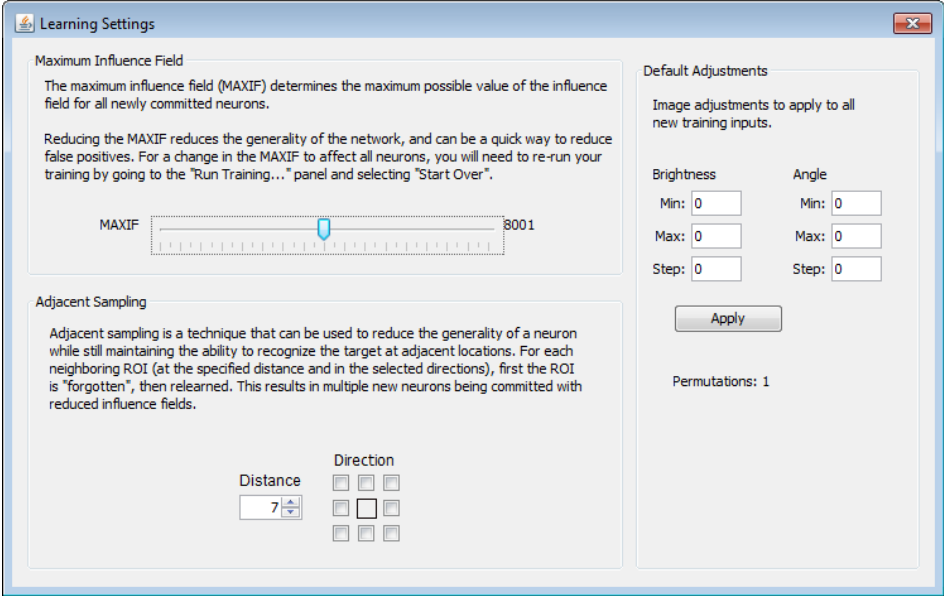 Learning Settings
Maximum Influence Field
The maximum influence field (MAXIF) determines the maximum possible value of the influence
field for all newly committed neurons.
Reducing the MAXIF reduces the generality of the network, and can be a quick way to reduce
false positives. For a change in the MAXIF to affect all neurons, you will need to re-run your
training by going to the "Run Training..." panel and selecting "Start Over".
MAXIF 8001
Adjacent Sampling
Adjacent sampling is a technique that can be used to reduce the generality of a neuron
while still maintaining the ability to recognize the target at adjacent locations. For each
neighboring ROI (at the specified distance and in the selected directions), first the ROI
is "forgotten", then relearned. This results in multiple new neurons being committed with
reduced influence fields.
Direction
Distance
7
Default Adjustments
Image adjustments to apply to all
new training inputs.
Brightness Angle
Min: 0 Min: 0
Max: 0 Max: 0
Step: 0 Step: 0
Apply
Permutations: 1